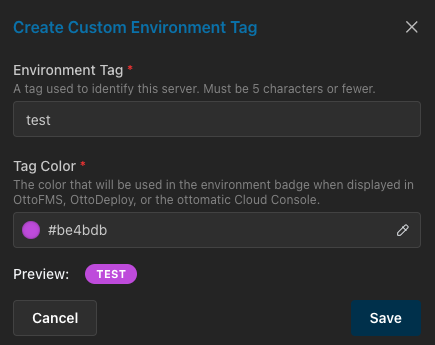 Create Custom Environment Tag
Environment Tag *
A tag used to identify this server. Must be 5 characters or fewer.
test
Tag Color *
The color that will be used in the environment badge when displayed in
OttoFMS, OttoDeploy, or the ottomatic Cloud Console.
#be4bdb
Preview: TEST
Cancel Save